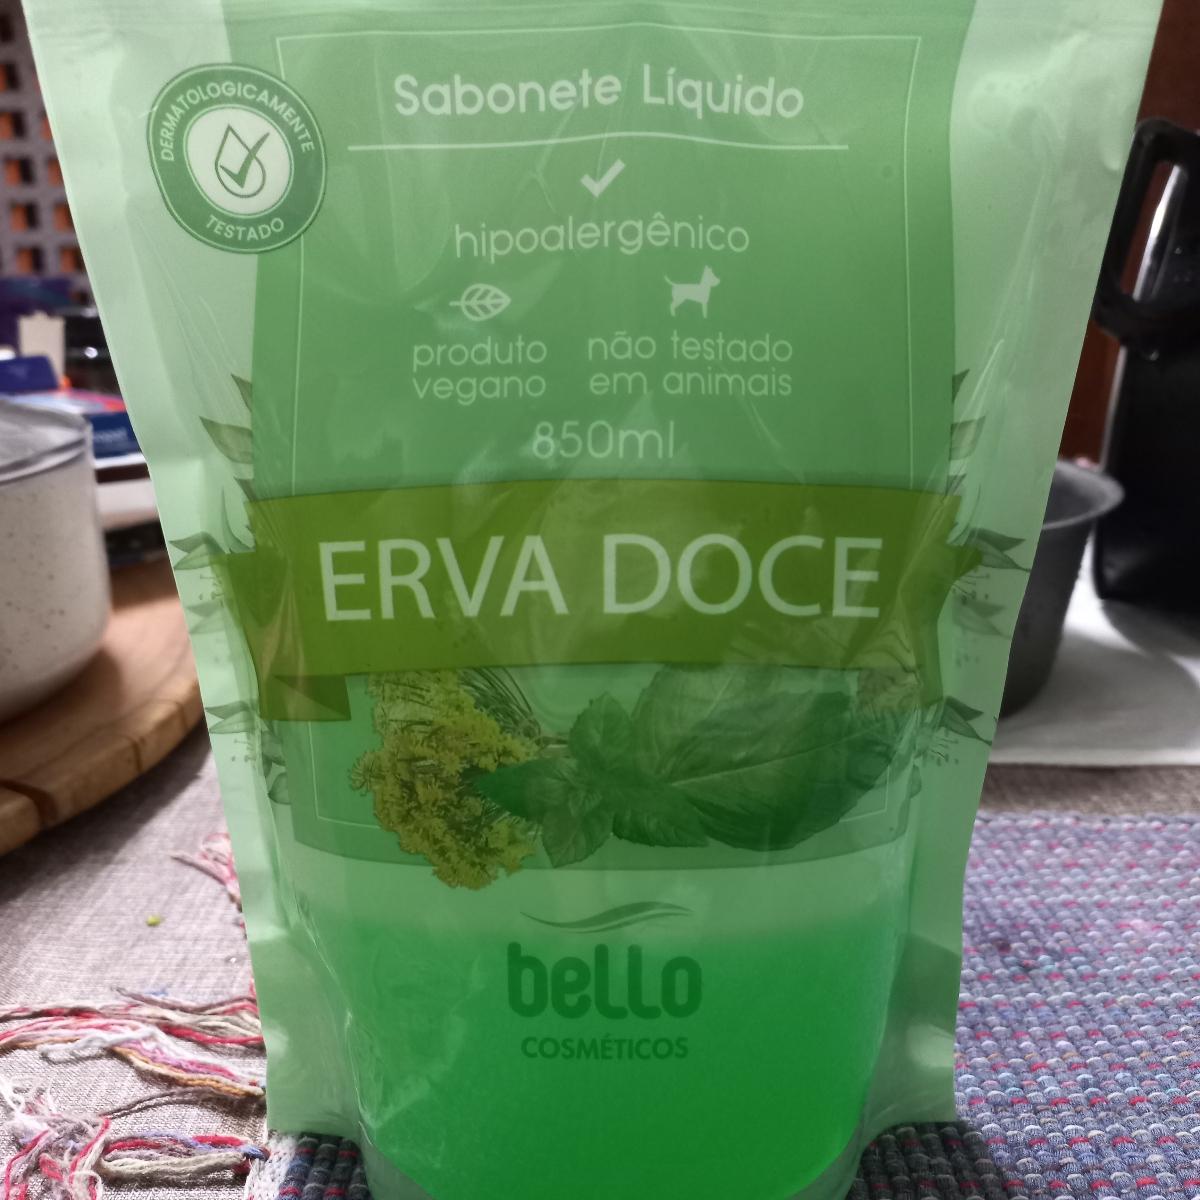 Sabonete Líquido
DERMATOLOGICAMENTE
TESTADO
hipoalergênico
produto vegano
não testado em animais
850ml
ERVA DOCE
bello
COSMÉTICOS